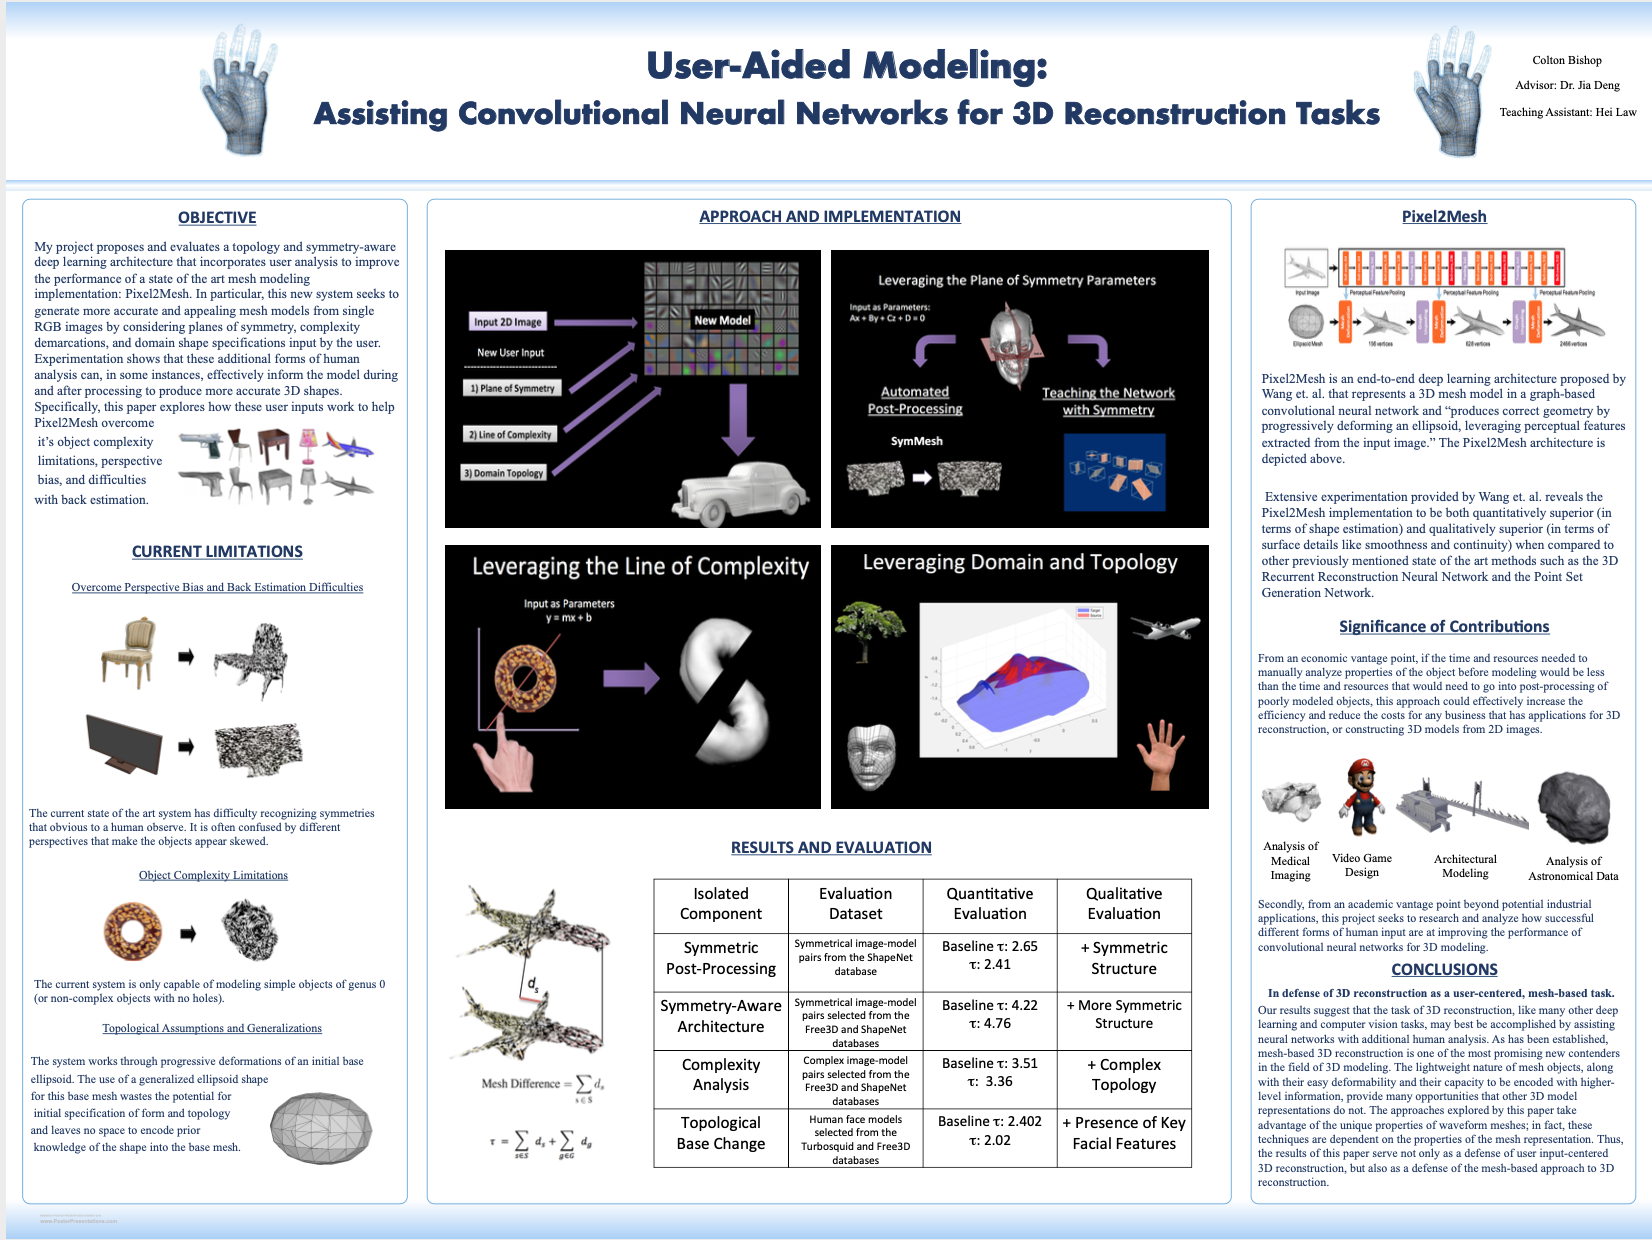 User-Aided Modeling:
Assisting Convolutional Neural Networks for 3D Reconstruction Tasks
Colton Bishop
Advisor: Dr. Jia Deng
Teaching Assistant: Hei Law
OBJECTIVE
My project proposes and evaluates a topology and symmetry-aware
deep learning architecture that incorporates user analysis to improve
the performance of a state of the art mesh modeling
implementation: Pixel2Mesh. In particular, this new system seeks to
generate more accurate and appealing mesh models from single
RGB images by considering planes of symmetry, complexity
demarcations, and domain shape specifications input by the user.
Experimentation shows that these additional forms of human
analysis can, in some instances, effectively inform the model during
and after processing to produce more accurate 3D shapes.
Specifically, this paper explores how these user inputs work to help
Pixel2Mesh overcome
it's object complexity
limitations, perspective
bias, and difficulties
with back estimation.
CURRENT LIMITATIONS
Overcome Perspective Bias and Back Estimation Difficulties
The current state of the art system has difficulty recognizing symmetries
that obvious to a human observe. It is often confused by different
perspectives that make the objects appear skewed.
Object Complexity Limitations
The current system is only capable of modeling simple objects of genus 0
(or non-complex objects with no holes).
Topological Assumptions and Generalizations
The system works through progressive deformations of an initial base
ellipsoid. The use of a generalized ellipsoid shape
for this base mesh wastes the potential for
initial specification of form and topology
and leaves no space to encode prior
knowledge of the shape into the base mesh.
APPROACH AND IMPLEMENTATION
Input 2D Image
New User Input
1) Plane of Symmetry
2) Line of Complexity
3) Domain Topology
New Model
Leveraging the Plane of Symmetry Parameters
Input as Parameters:
Ax + By + Cz + D = 0
Automated
Post-Processing
Teaching the Network
with Symmetry
SymMesh
Leveraging the Line of Complexity
Input as Parameters
y = mx + b
Leveraging Domain and Topology
Target
Source
RESULTS AND EVALUATION
d_s
Mesh Difference = ∑ d_s
s ∈ S
τ = ∑ d_s + ∑ d_g
s∈S g∈G
Isolated Component | Evaluation Dataset | Quantitative Evaluation | Qualitative Evaluation
Symmetric Post-Processing | Symmetrical image-model pairs from the ShapeNet database | Baseline τ: 2.65 τ: 2.41 | + Symmetric Structure
Symmetry-Aware Architecture | Symmetrical image-model pairs selected from the Free3D and ShapeNet databases | Baseline τ: 4.22 τ: 4.76 | + More Symmetric Structure
Complexity Analysis | Complex image-model pairs selected from the Free3D and ShapeNet databases | Baseline τ: 3.51 τ: 3.36 | + Complex Topology
Topological Base Change | Human face models selected from the Turbosquid and Free3D databases | Baseline τ: 2.402 τ: 2.02 | + Presence of Key Facial Features
Pixel2Mesh
Input Image
Perceptual Feature Pooling
Perceptual Feature Pooling
Perceptual Feature Pooling
Ellipsoid Mesh
156 vertices
628 vertices
2466 vertices
Pixel2Mesh is an end-to-end deep learning architecture proposed by
Wang et. al. that represents a 3D mesh model in a graph-based
convolutional neural network and “produces correct geometry by
progressively deforming an ellipsoid, leveraging perceptual features
extracted from the input image.” The Pixel2Mesh architecture is
depicted above.
Extensive experimentation provided by Wang et. al. reveals the
Pixel2Mesh implementation to be both quantitatively superior (in
terms of shape estimation) and qualitatively superior (in terms of
surface details like smoothness and continuity) when compared to
other previously mentioned state of the art methods such as the 3D
Recurrent Reconstruction Neural Network and the Point Set
Generation Network.
Significance of Contributions
From an economic vantage point, if the time and resources needed to
manually analyze properties of the object before modeling would be less
than the time and resources that would need to go into post-processing of
poorly modeled objects, this approach could effectively increase the
efficiency and reduce the costs for any business that has applications for 3D
reconstruction, or constructing 3D models from 2D images.
Analysis of
Medical
Imaging
Video Game
Design
Architectural
Modeling
Analysis of
Astronomical Data
Secondly, from an academic vantage point beyond potential industrial
applications, this project seeks to research and analyze how successful
different forms of human input are at improving the performance of
convolutional neural networks for 3D modeling.
CONCLUSIONS
In defense of 3D reconstruction as a user-centered, mesh-based task.
Our results suggest that the task of 3D reconstruction, like many other deep
learning and computer vision tasks, may best be accomplished by assisting
neural networks with additional human analysis. As has been established,
mesh-based 3D reconstruction is one of the most promising new contenders
in the field of 3D modeling. The lightweight nature of mesh objects, along
with their easy deformability and their capacity to be encoded with higher-
level information, provide many opportunities that other 3D model
representations do not. The approaches explored by this paper take
advantage of the unique properties of waveform meshes; in fact, these
techniques are dependent on the properties of the mesh representation. Thus,
the results of this paper serve not only as a defense of user input-centered
3D reconstruction, but also as a defense of the mesh-based approach to 3D
reconstruction.
www.PosterPresentations.com